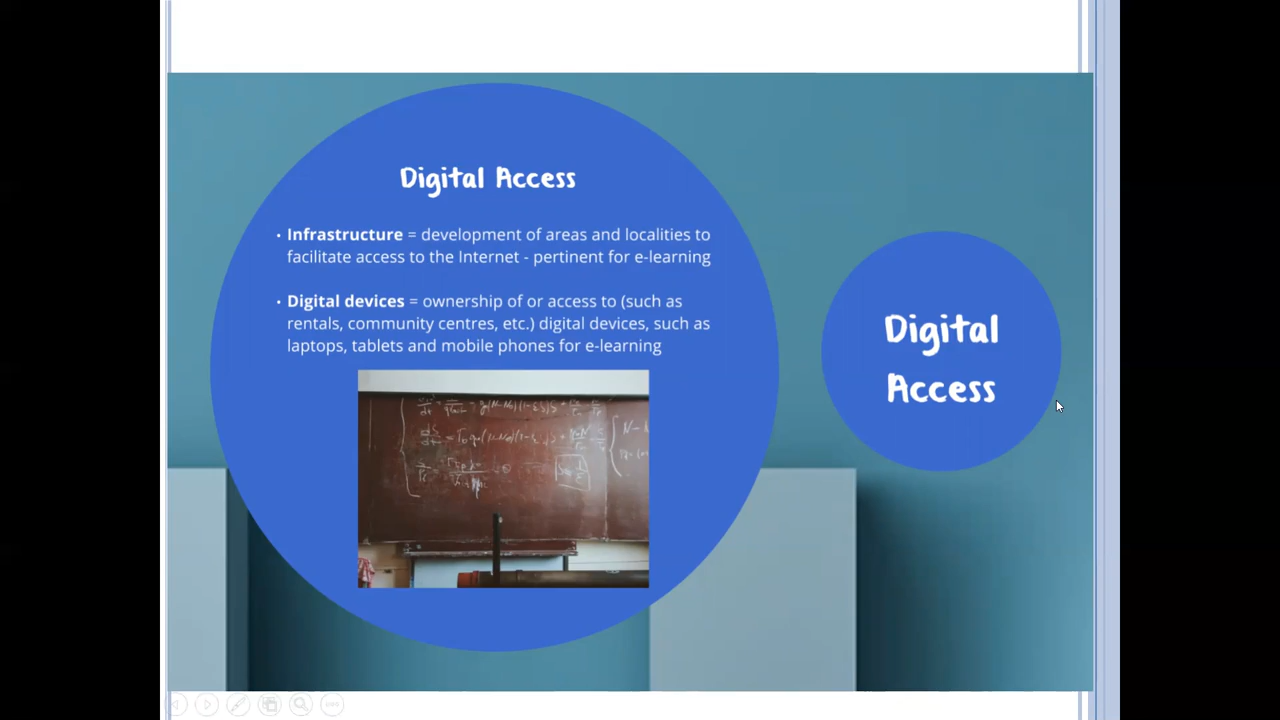 Digital Access
• Infrastructure = development of areas and localities to
facilitate access to the Internet - pertinent for e-learning
• Digital devices = ownership of or access to (such as
rentals, community centres, etc.) digital devices, such as
laptops, tablets and mobile phones for e-learning
Digital
Access